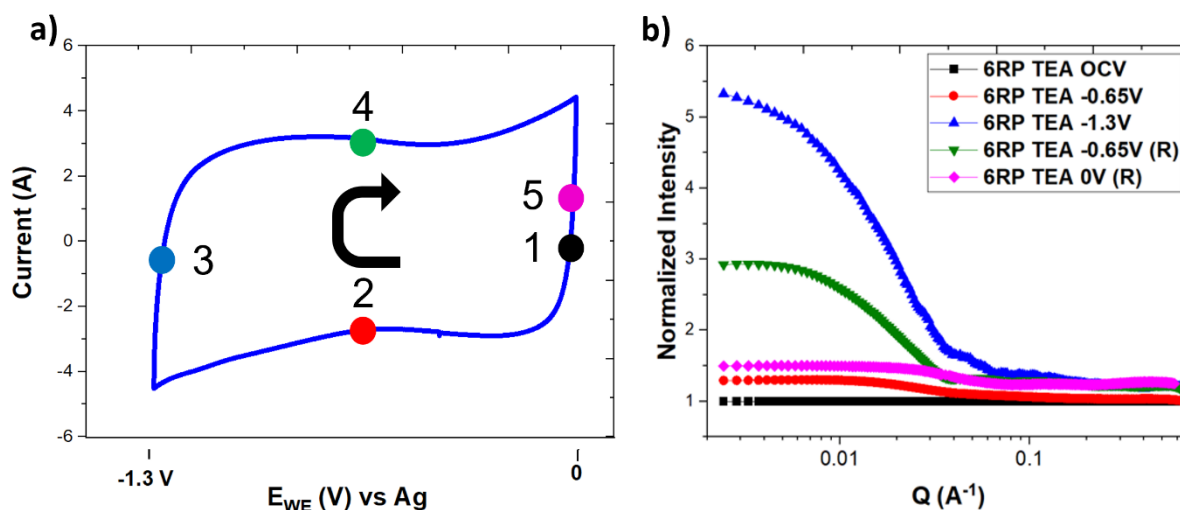 a)
6
4
2
0
-2
-4
-6
Current (A)
4
5
3
1
2
-1.3 V
0
E_WE (V) vs Ag
b)
6
5
4
3
2
1
Normalized Intensity
6RP TEA OCV
6RP TEA -0.65V
6RP TEA -1.3V
6RP TEA -0.65V (R)
6RP TEA 0V (R)
0.01
0.1
Q (A⁻¹)